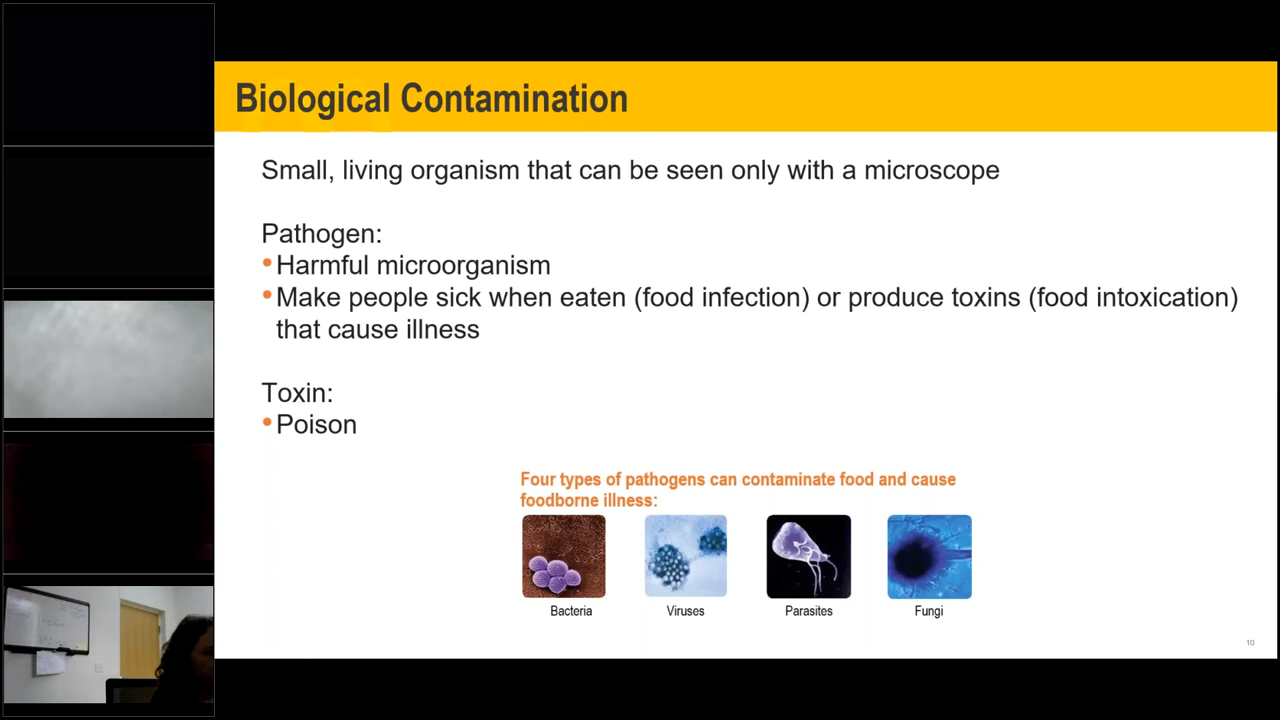 Biological Contamination
Small, living organism that can be seen only with a microscope
Pathogen:
•Harmful microorganism
•Make people sick when eaten (food infection) or produce toxins (food intoxication)
that cause illness
Toxin:
•Poison
Four types of pathogens can contaminate food and cause
foodborne illness:
Bacteria
Viruses
Parasites
Fungi
10